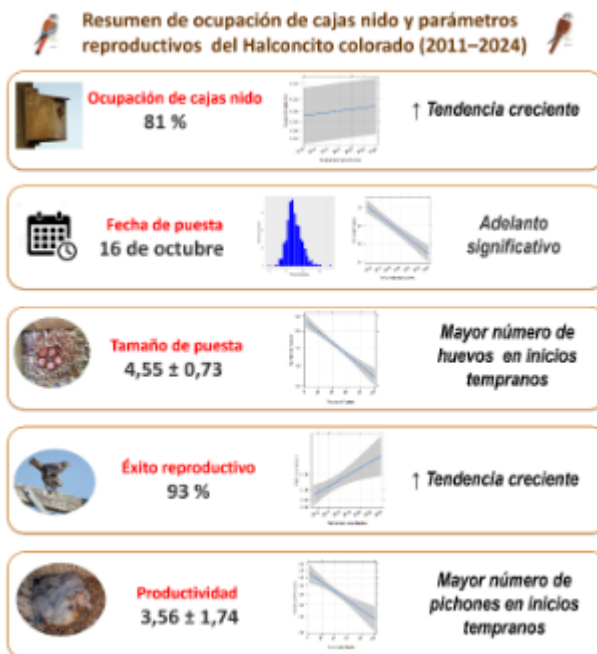 Resumen de ocupación de cajas nido y parámetros
reproductivos del Halconcito colorado (2011–2024)
Ocupación de cajas nido
81 %
↑ Tendencia creciente
Fecha de puesta
16 de octubre
Adelanto
significativo
Tamaño de puesta
4,55 ± 0,73
Mayor número de
huevos en inicios
tempranos
Éxito reproductivo
93 %
↑ Tendencia creciente
Productividad
3,56 ± 1,74
Mayor número de
pichones en inicios
tempranos